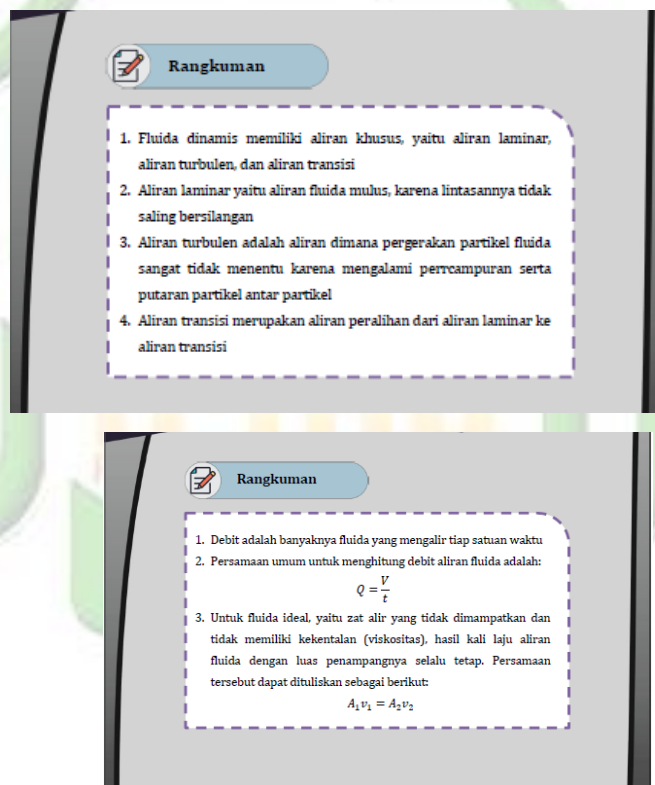 Rangkuman
1. Fluida dinamis memiliki aliran khusus, yaitu aliran laminar,
aliran turbulen, dan aliran transisi
2. Aliran laminar yaitu aliran fluida mulus, karena lintasannya tidak
saling bersilangan
3. Aliran turbulen adalah aliran dimana pergerakan partikel fluida
sangat tidak menentu karena mengalami perrcampuran serta
putaran partikel antar partikel
4. Aliran transisi merupakan aliran peralihan dari aliran laminar ke
aliran transisi
Rangkuman
1. Debit adalah banyaknya fluida yang mengalir tiap satuan waktu
2. Persamaan umum untuk menghitung debit aliran fluida adalah:
Q = V/t
3. Untuk fluida ideal, yaitu zat alir yang tidak dimampatkan dan
tidak memiliki kekentalan (viskositas), hasil kali laju aliran
fluida dengan luas penampangnya selalu tetap. Persamaan
tersebut dapat dituliskan sebagai berikut:
A₁v₁ = A₂v₂